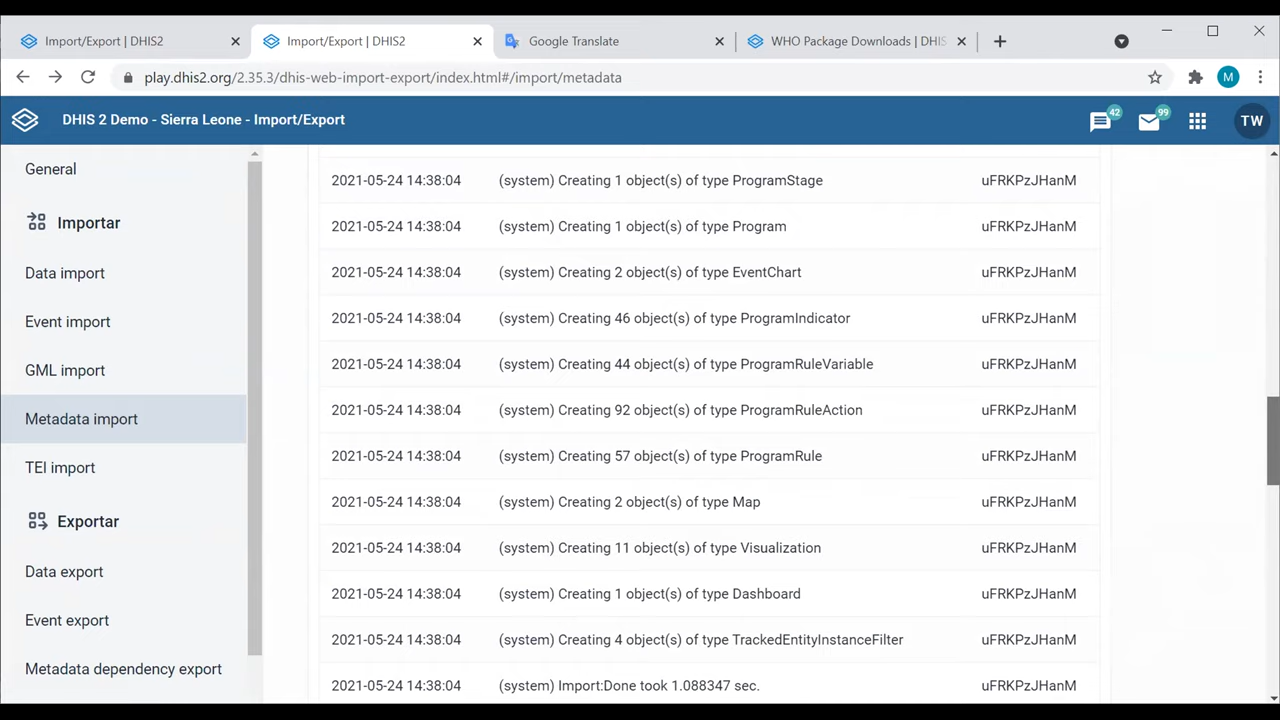 Import/Export | DHIS2
Import/Export | DHIS2
Google Translate
WHO Package Downloads | DHIS
play.dhis2.org/2.35.3/dhis-web-import-export/index.html#/import/metadata
M
DHIS 2 Demo - Sierra Leone - Import/Export
42
99
TW
General
Importar
Data import
Event import
GML import
Metadata import
TEI import
Exportar
Data export
Event export
Metadata dependency export
2021-05-24 14:38:04 (system) Creating 1 object(s) of type ProgramStage uFRKPzJHanM
2021-05-24 14:38:04 (system) Creating 1 object(s) of type Program uFRKPzJHanM
2021-05-24 14:38:04 (system) Creating 2 object(s) of type EventChart uFRKPzJHanM
2021-05-24 14:38:04 (system) Creating 46 object(s) of type ProgramIndicator uFRKPzJHanM
2021-05-24 14:38:04 (system) Creating 44 object(s) of type ProgramRuleVariable uFRKPzJHanM
2021-05-24 14:38:04 (system) Creating 92 object(s) of type ProgramRuleAction uFRKPzJHanM
2021-05-24 14:38:04 (system) Creating 57 object(s) of type ProgramRule uFRKPzJHanM
2021-05-24 14:38:04 (system) Creating 2 object(s) of type Map uFRKPzJHanM
2021-05-24 14:38:04 (system) Creating 11 object(s) of type Visualization uFRKPzJHanM
2021-05-24 14:38:04 (system) Creating 1 object(s) of type Dashboard uFRKPzJHanM
2021-05-24 14:38:04 (system) Creating 4 object(s) of type TrackedEntityInstanceFilter uFRKPzJHanM
2021-05-24 14:38:04 (system) Import:Done took 1.088347 sec. uFRKPzJHanM